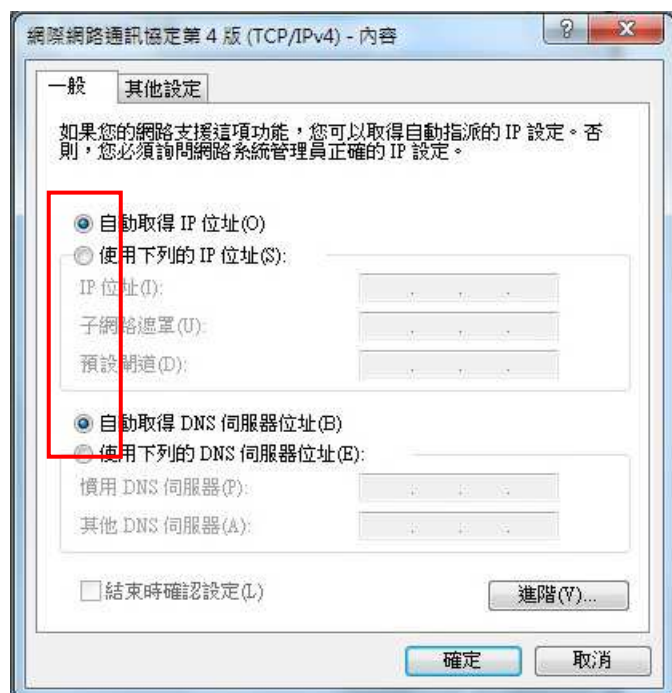 網際網路通訊協定第 4 版 (TCP/IPv4) - 內容
?
一般
其他設定
如果您的網路支援這項功能，您可以取得自動指派的 IP 設定。否
則，您必須詢問網路系統管理員正確的 IP 設定。
自動取得 IP 位址(O)
使用下列的 IP 位址(S):
IP 位址(I):
子網路遮罩(U):
預設閘道(D):
自動取得 DNS 伺服器位址(B)
使用下列的 DNS 伺服器位址(E):
慣用 DNS 伺服器(P):
其他 DNS 伺服器(A):
結束時確認設定(L)
進階(V)...
確定
取消